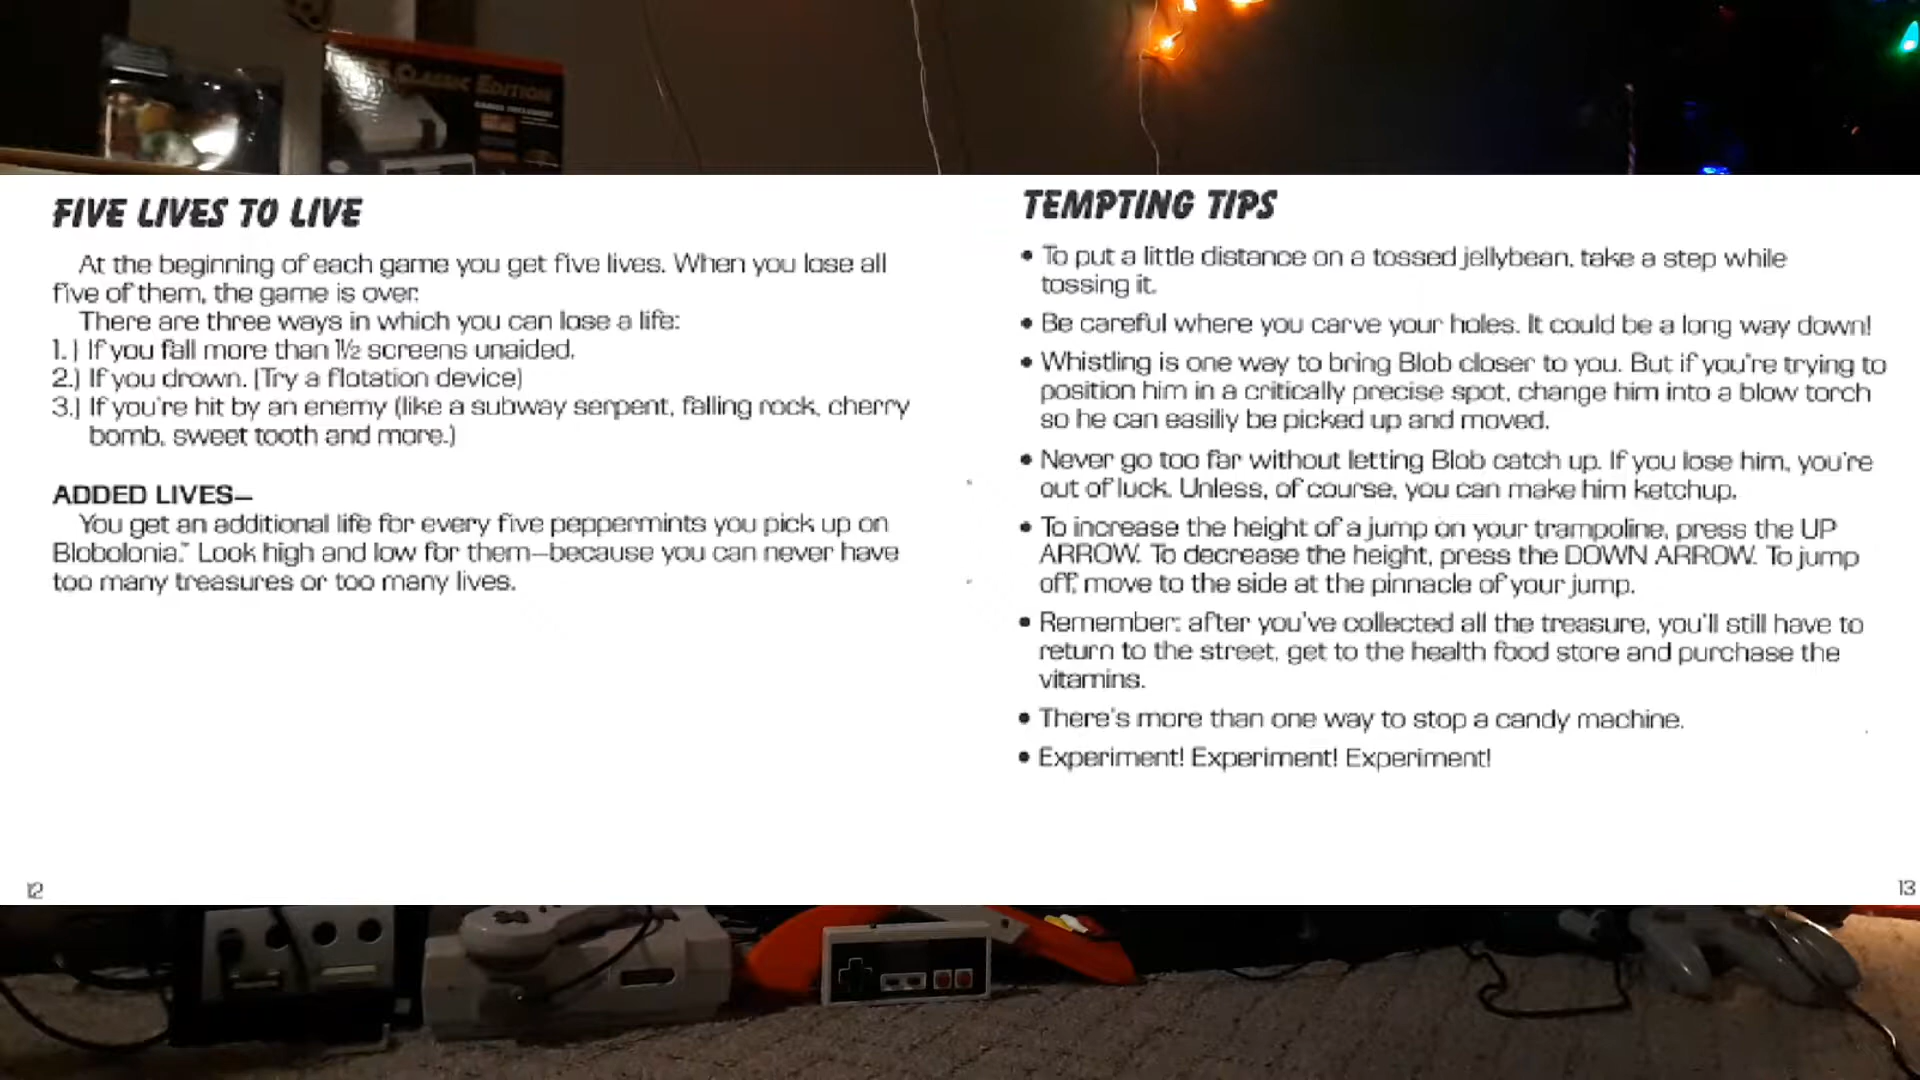 CLASSIC EDITION
FIVE LIVES TO LIVE
At the beginning of each game you get five lives. When you lose all
five of them, the game is over.
There are three ways in which you can lose a life:
1.) If you fall more than 1½ screens unaided.
2.) If you drown. (Try a flotation device)
3.) If you're hit by an enemy (like a subway serpent, falling rock, cherry
bomb, sweet tooth and more.)
ADDED LIVES—
You get an additional life for every five peppermints you pick up on
Blobolonia.™ Look high and low for them—because you can never have
too many treasures or too many lives.
12
TEMPTING TIPS
• To put a little distance on a tossed jellybean, take a step while
tossing it.
• Be careful where you carve your holes. It could be a long way down!
• Whistling is one way to bring Blob closer to you. But if you're trying to
position him in a critically precise spot, change him into a blow torch
so he can easiliy be picked up and moved.
• Never go too far without letting Blob catch up. If you lose him, you're
out of luck. Unless, of course, you can make him ketchup.
• To increase the height of a jump on your trampoline, press the UP
ARROW. To decrease the height, press the DOWN ARROW. To jump
off, move to the side at the pinnacle of your jump.
• Remember: after you've collected all the treasure, you'll still have to
return to the street, get to the health food store and purchase the
vitamins.
• There's more than one way to stop a candy machine.
• Experiment! Experiment! Experiment!
13